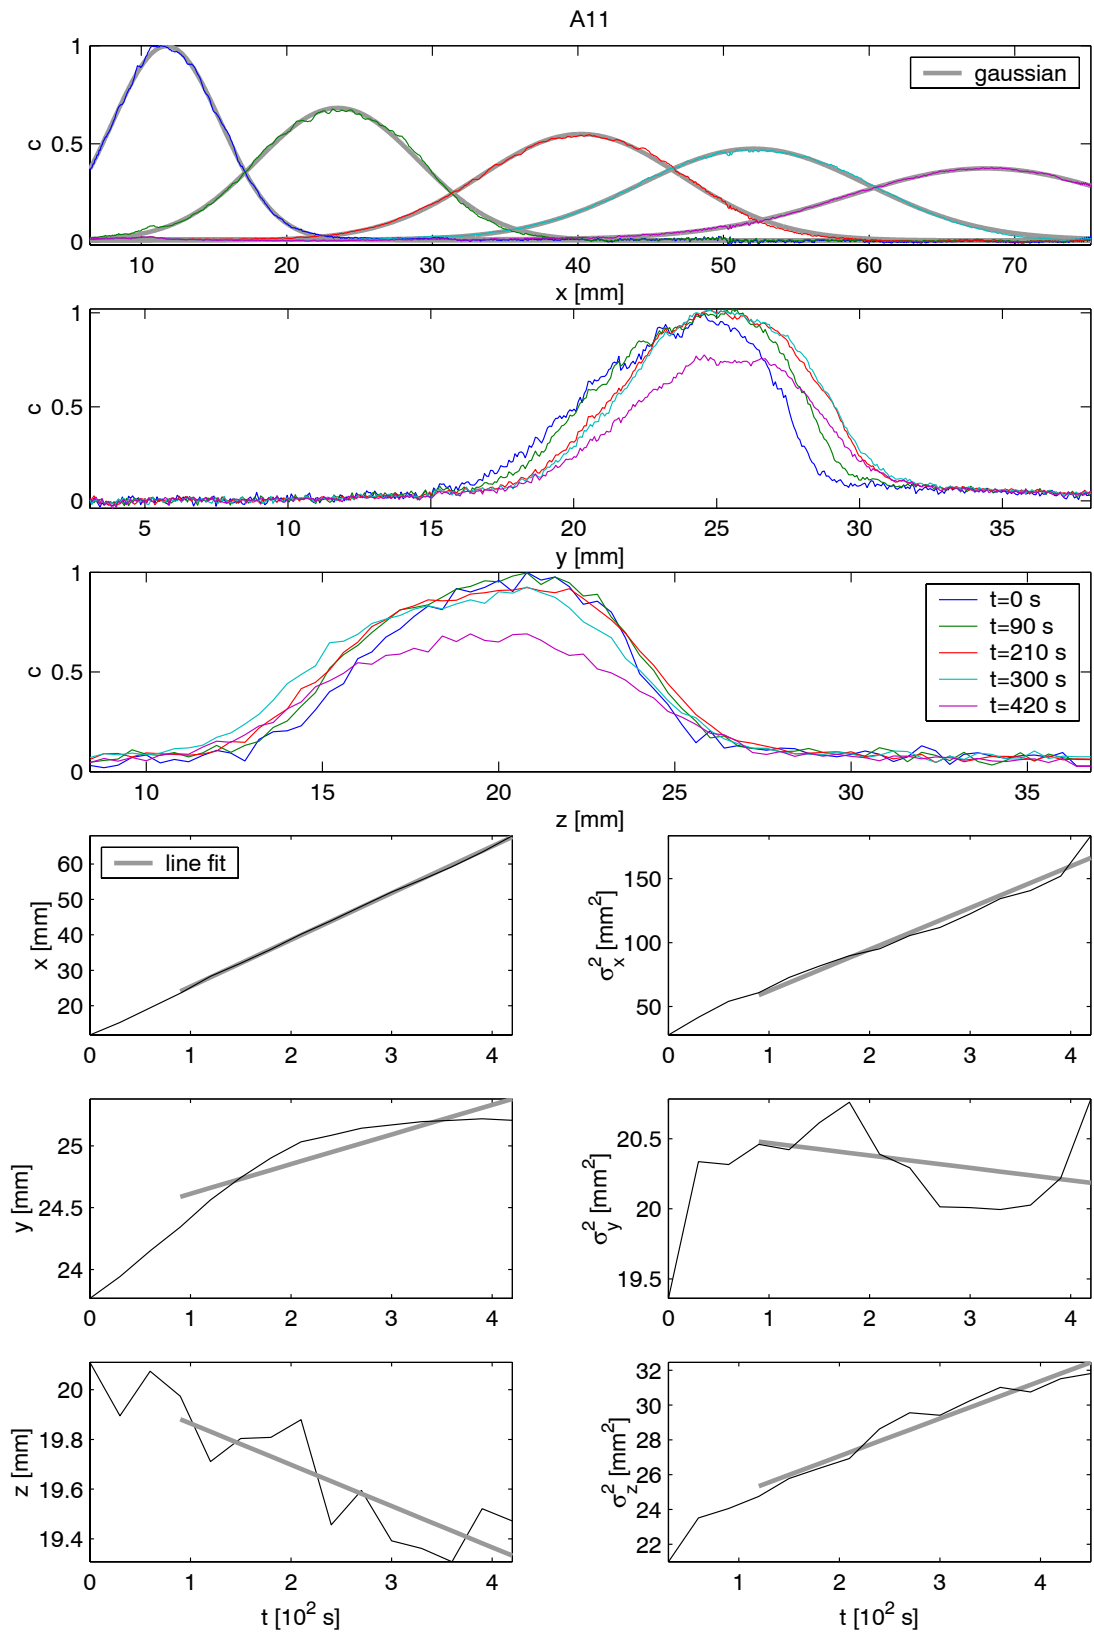 A11
1
0.5
0
c
gaussian
10 20 30 40 50 60 70
x [mm]
1
0.5
0
c
5 10 15 20 25 30 35
y [mm]
1
0.5
0
c
t=0 s
t=90 s
t=210 s
t=300 s
t=420 s
10 15 20 25 30 35
z [mm]
60
50
40
30
20
x [mm]
line fit
0 1 2 3 4
150
100
50
σx² [mm²]
0 1 2 3 4
25
24.5
24
y [mm]
0 1 2 3 4
20.5
20
19.5
σy² [mm²]
0 1 2 3 4
20
19.8
19.6
19.4
z [mm]
0 1 2 3 4
t [10² s]
32
30
28
26
24
22
σz² [mm²]
1 2 3 4
t [10² s]